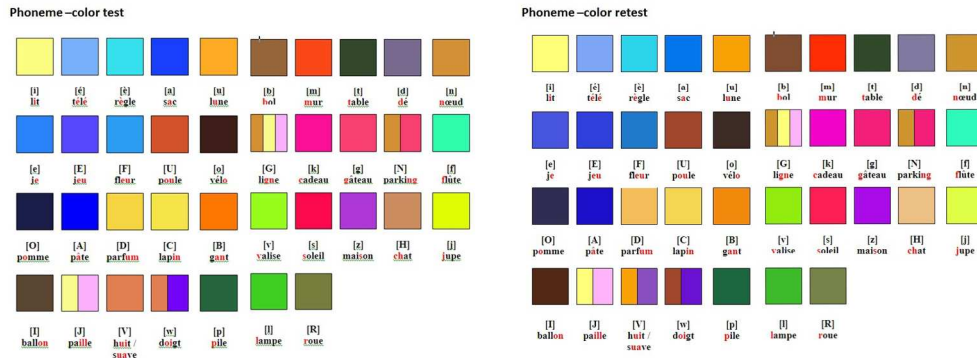 Phoneme –color test
[i] [é] [è] [a] [u] [b] [m] [t] [d] [n]
lit télé règle sac lune bol mur table dé nœud
[e] [E] [F] [U] [o] [G] [k] [g] [N] [f]
je jeu fleur poule vélo ligne cadeau gâteau parking flûte
[O] [A] [D] [C] [B] [v] [s] [z] [H] [j]
pomme pâte parfum lapin gant valise soleil maison chat jupe
[I] [J] [V] [w] [p] [l] [R]
ballon paille huit / doigt pile lampe roue
suave
Phoneme –color retest
[i] [é] [è] [a] [u] [b] [m] [t] [d] [n]
lit télé règle sac lune bol mur table dé nœud
[e] [E] [F] [U] [o] [G] [k] [g] [N] [f]
je jeu fleur poule vélo ligne cadeau gâteau parking flûte
[O] [A] [D] [C] [B] [v] [s] [z] [H] [j]
pomme pâte parfum lapin gant valise soleil maison chat jupe
[I] [J] [V] [w] [p] [l] [R]
ballon paille huit / doigt pile lampe roue
suave